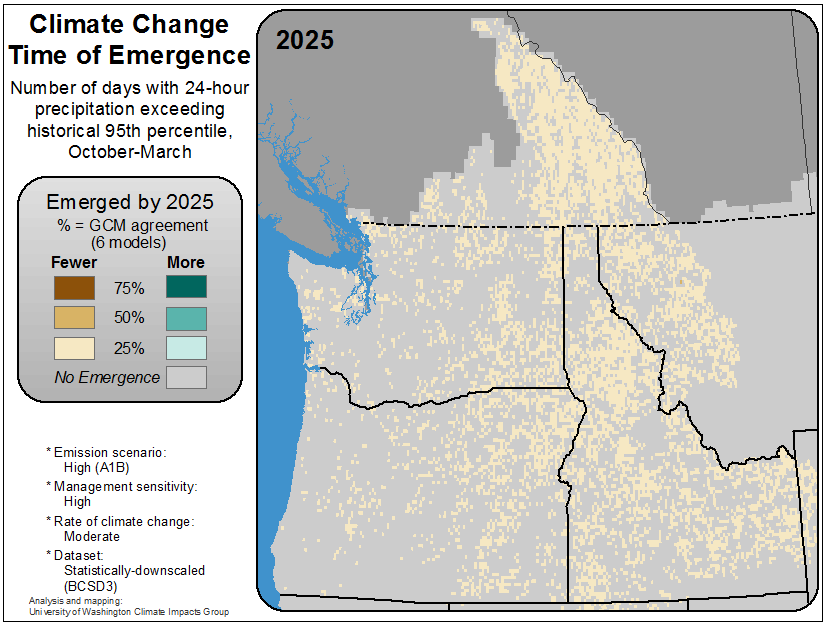 Climate Change
Time of Emergence
Number of days with 24-hour
precipitation exceeding
historical 95th percentile,
October-March
2025
Emerged by 2025
% = GCM agreement
(6 models)
Fewer More
75%
50%
25%
No Emergence
* Emission scenario:
High (A1B)
* Management sensitivity:
High
* Rate of climate change:
Moderate
* Dataset:
Statistically-downscaled
(BCSD3)
Analysis and mapping:
University of Washington Climate Impacts Group